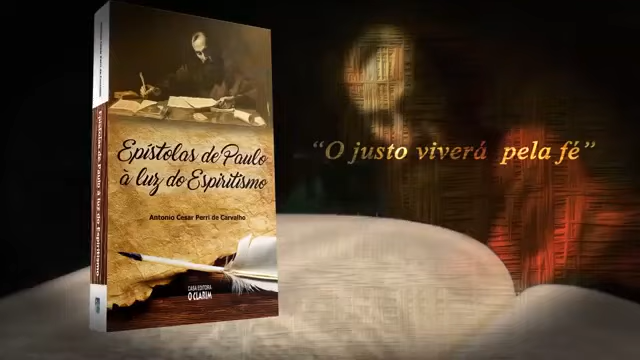 Epístolas de Paulo
à luz do Espiritismo
Antonio Cesar Perri de Carvalho
CASA EDITORA
O CLARIM
Epístolas de Paulo à luz do Espiritismo
“O justo viverá pela fé”